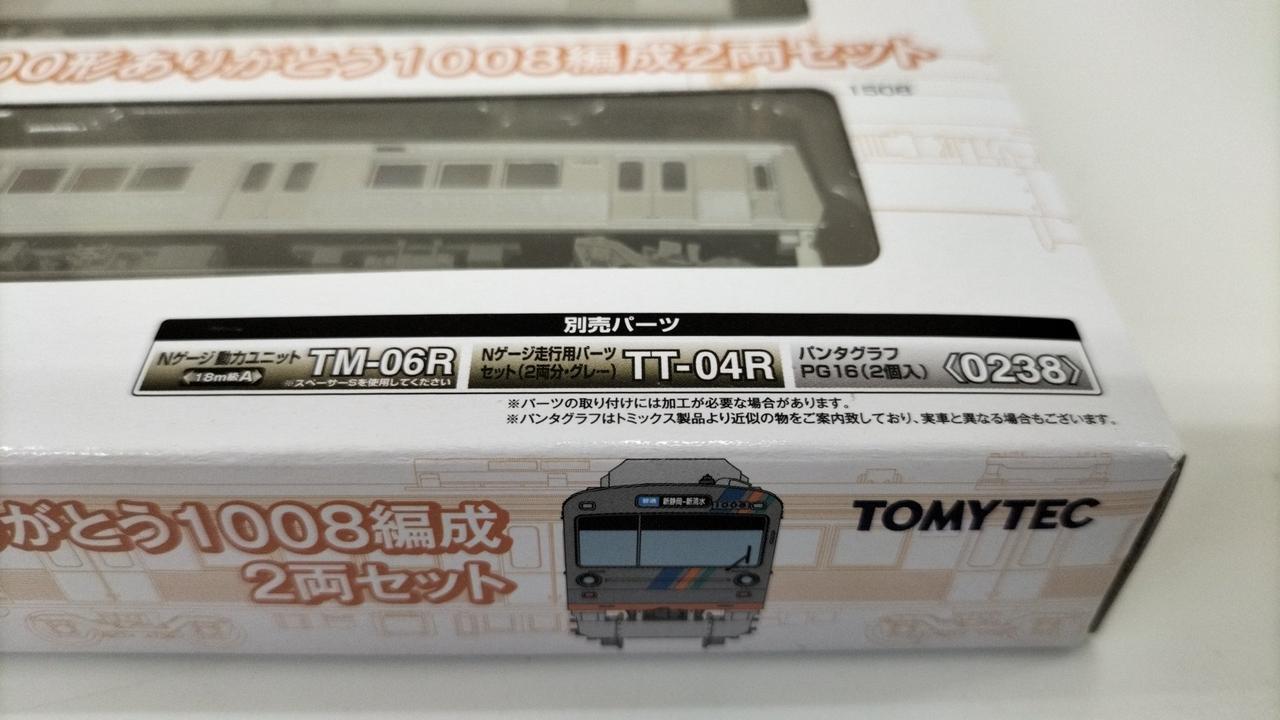 00形ありがとう1008編成2両セット
1508
別売パーツ
Nゲージ動力ユニット
〈18m級A〉
TM-06R
※スペーサーSを使用してください
Nゲージ走行用パーツ
セット(2両分・グレー)
TT-04R
パンタグラフ
PG16(2個入)
〈0238〉
※パーツの取り付けには加工が必要な場合があります。
※パンタグラフはトミックス製品より近似の物をご案内致しており、実車と異なる場合もございます。
がとう1008編成
2両セット
普通 新静岡-新清水
1008
TOMYTEC